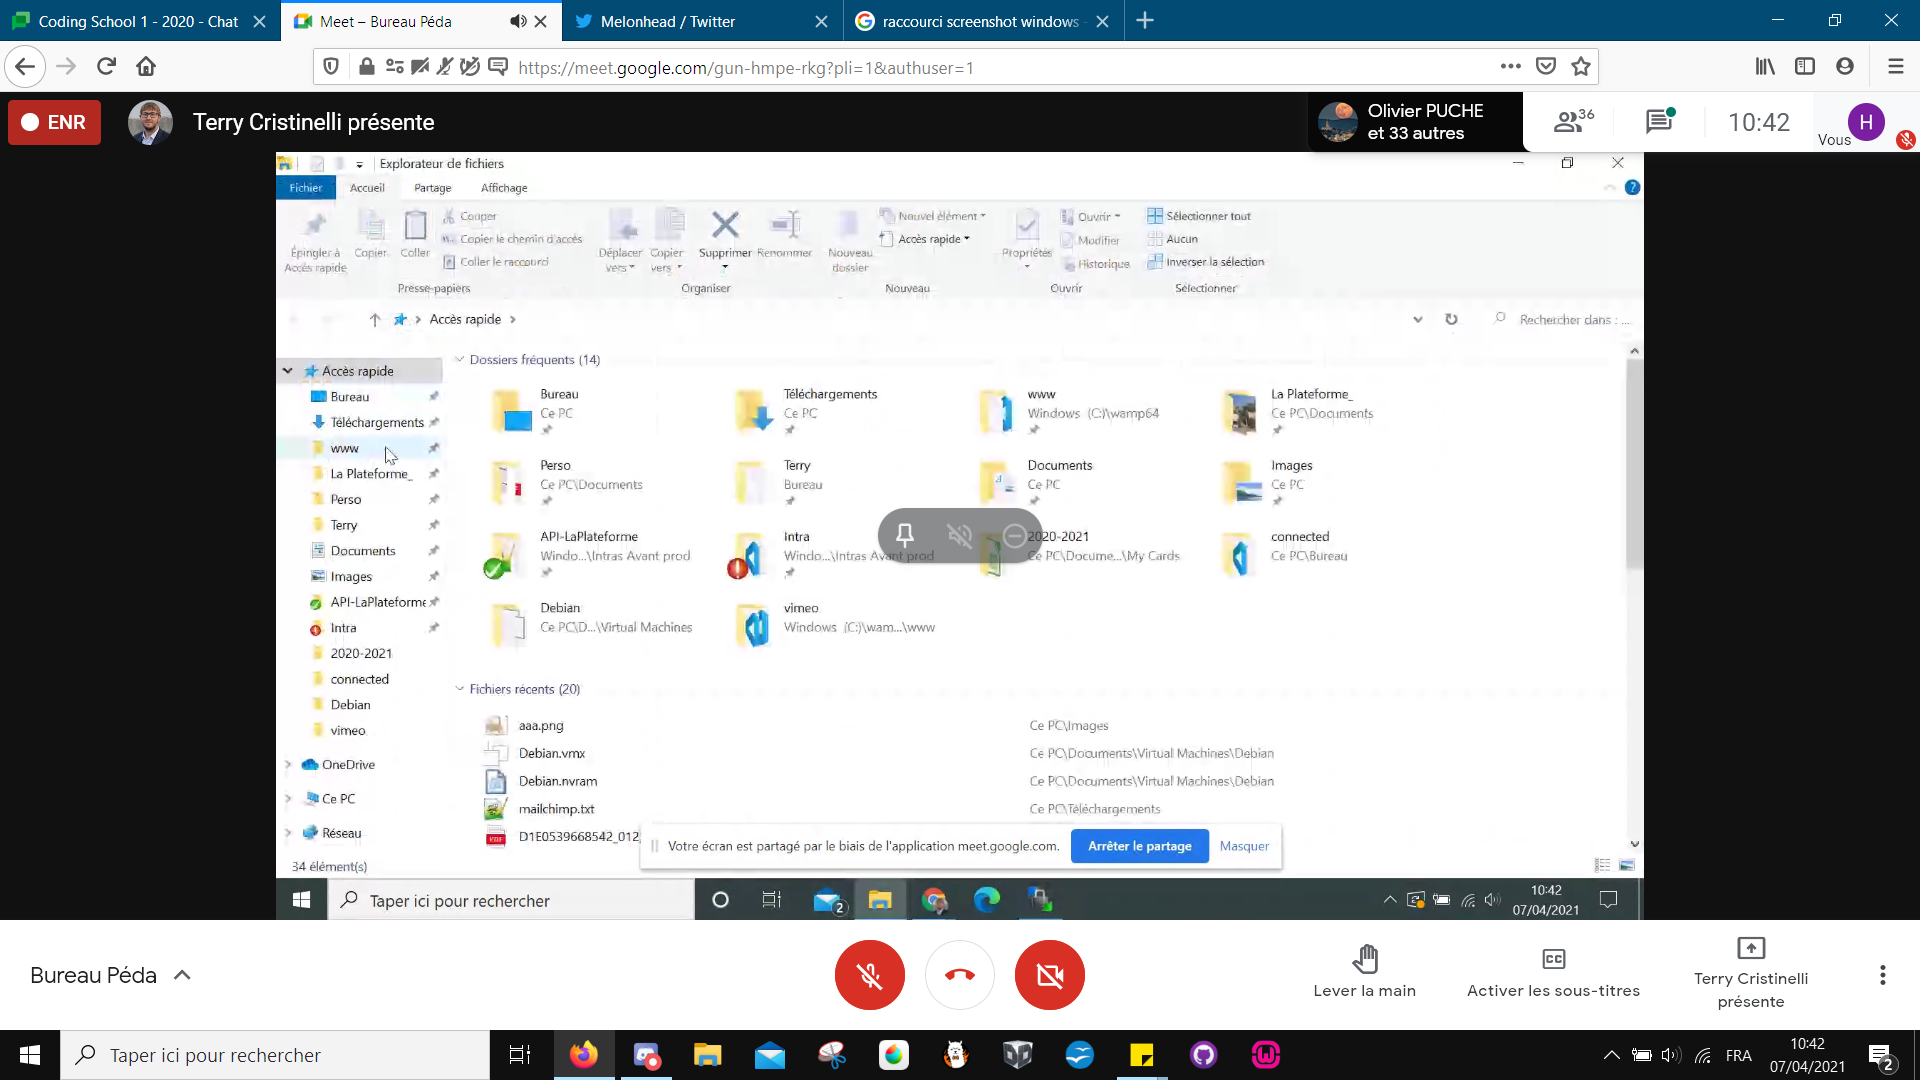 Coding School 1 - 2020 - Chat
Meet – Bureau Péda
Melonhead / Twitter
raccourci screenshot windows -
https://meet.google.com/gun-hmpe-rkg?pli=1&authuser=1
ENR
Terry Cristinelli présente
Olivier PUCHE
et 33 autres
36
10:42
Vous
H
Explorateur de fichiers
Fichier
Accueil
Partage
Affichage
Épingler à
Accès rapide
Copier
Coller
Couper
Copier le chemin d'accès
Coller le raccourci
Presse-papiers
Déplacer
vers
Copier
vers
Supprimer
Renommer
Organiser
Nouveau
dossier
Nouvel élément
Accès rapide
Nouveau
Propriétés
Ouvrir
Modifier
Historique
Ouvrir
Sélectionner tout
Aucun
Inverser la sélection
Sélectionner
Accès rapide
Rechercher dans : ...
Accès rapide
Bureau
Téléchargements
www
La Plateforme_
Perso
Terry
Documents
Images
API-LaPlateforme
Intra
2020-2021
connected
Debian
vimeo
OneDrive
Ce PC
Réseau
34 élément(s)
Dossiers fréquents (14)
Bureau
Ce PC
Téléchargements
Ce PC
www
Windows (C:)\wamp64
La Plateforme_
Ce PC\Documents
Perso
Ce PC\Documents
Terry
Bureau
Documents
Ce PC
Images
Ce PC
API-LaPlateforme
Windo...\Intras Avant prod
Intra
Windo...\Intras Avant prod
2020-2021
Ce PC\Docume...\My Cards
connected
Ce PC\Bureau
Debian
Ce PC\D...\Virtual Machines
vimeo
Windows (C:)\wam...\www
Fichiers récents (20)
aaa.png
Ce PC\Images
Debian.vmx
Ce PC\Documents\Virtual Machines\Debian
Debian.nvram
Ce PC\Documents\Virtual Machines\Debian
mailchimp.txt
Ce PC\Téléchargements
D1E0539668542_012
Votre écran est partagé par le biais de l'application meet.google.com.
Arrêter le partage
Masquer
Taper ici pour rechercher
2
10:42
07/04/2021
Bureau Péda
Lever la main
Activer les sous-titres
Terry Cristinelli
présente
Taper ici pour rechercher
FRA
10:42
07/04/2021
2